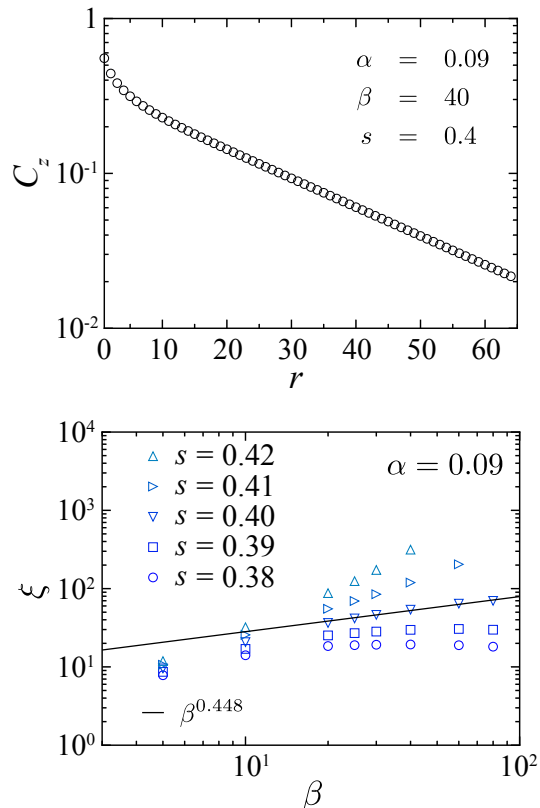 1
α = 0.09
β = 40
s = 0.4
C_z
10^-1
10^-2
0 10 20 30 40 50 60
r
10^4
s = 0.42
α = 0.09
s = 0.41
10^3
s = 0.40
s = 0.39
ξ
10^2
s = 0.38
10^1
β^0.448
10^0
10^1 10^2
β